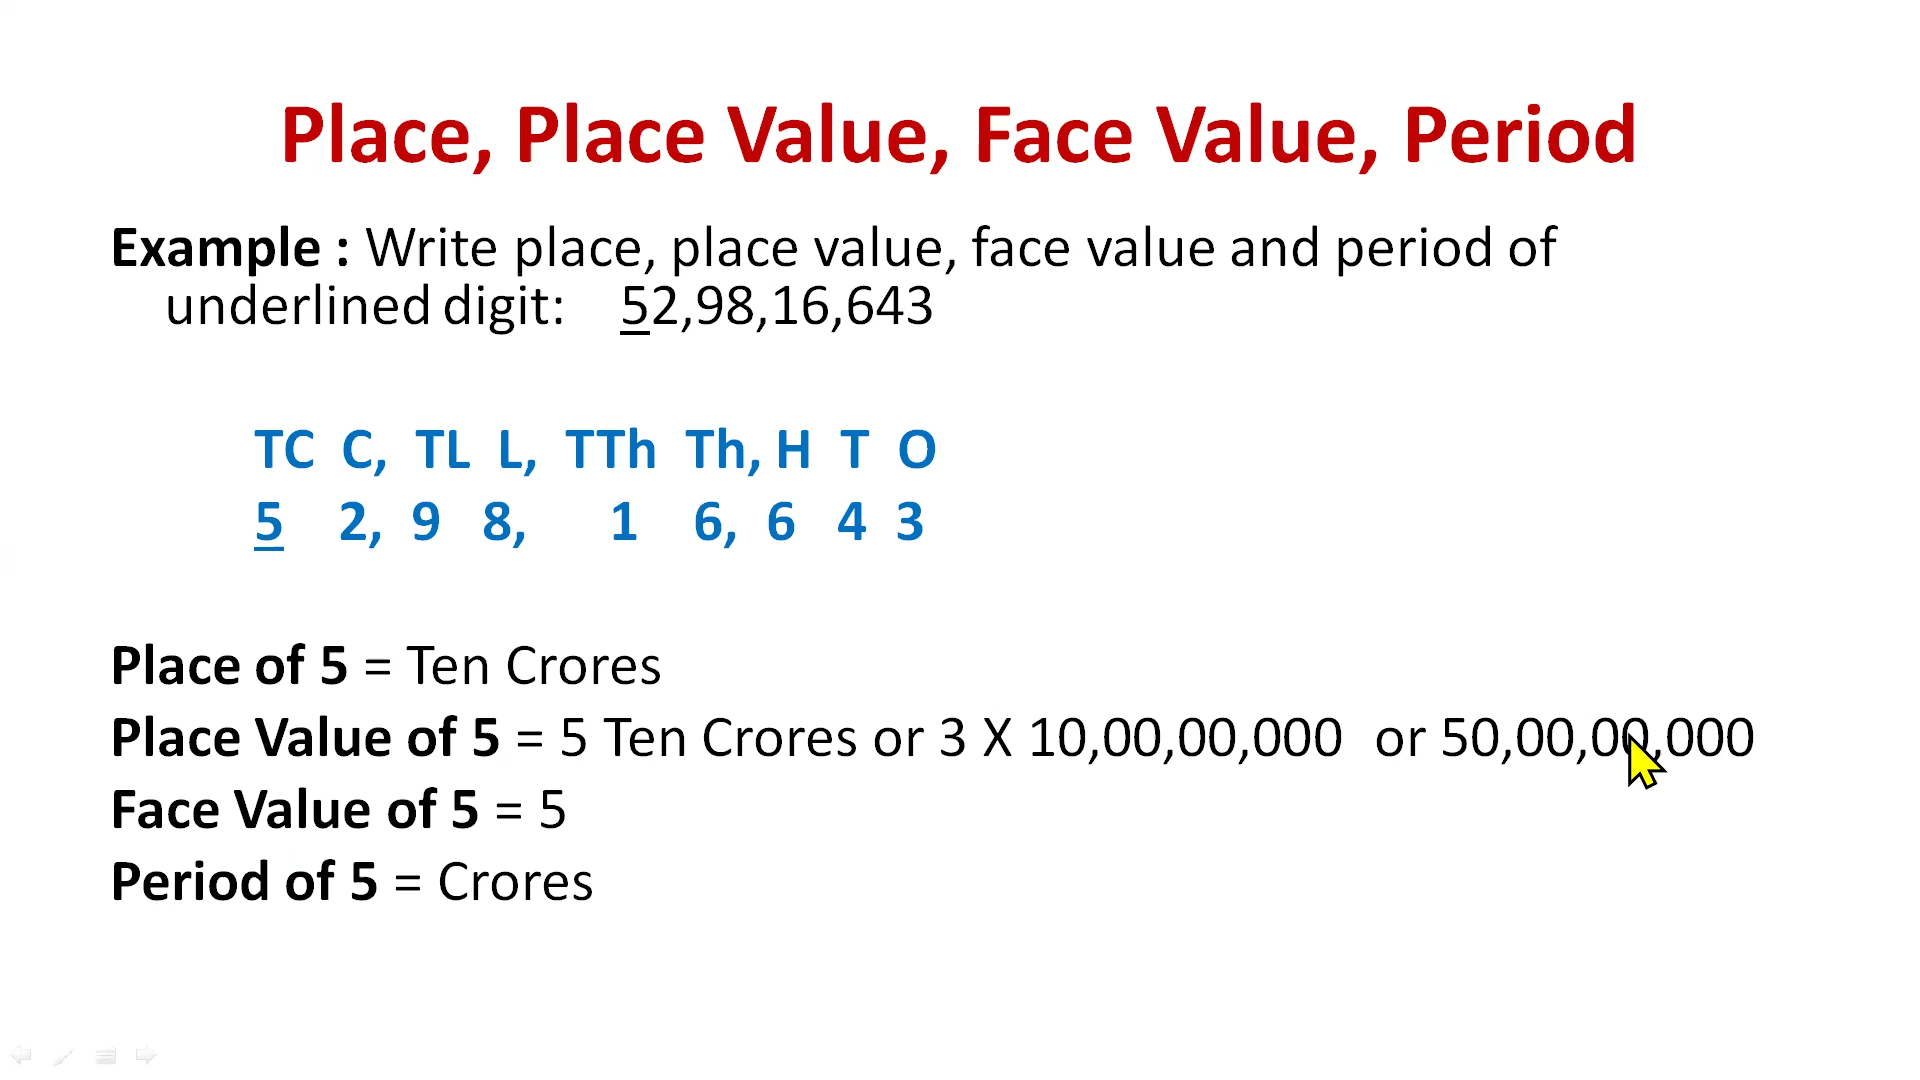 Place, Place Value, Face Value, Period
Example : Write place, place value, face value and period of
underlined digit: 52,98,16,643
TC C, TL L, TTh Th, H T O
5 2, 9 8, 1 6, 6 4 3
Place of 5 = Ten Crores
Place Value of 5 = 5 Ten Crores or 3 X 10,00,00,000 or 50,00,00,000
Face Value of 5 = 5
Period of 5 = Crores